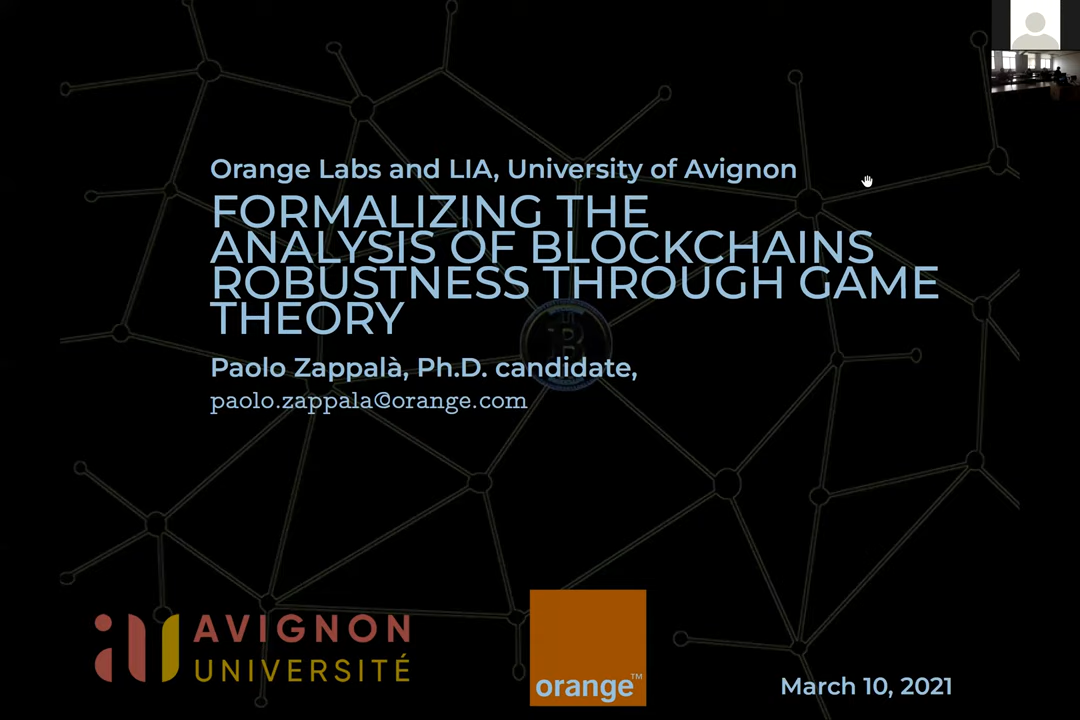 Orange Labs and LIA, University of Avignon
FORMALIZING THE
ANALYSIS OF BLOCKCHAINS
ROBUSTNESS THROUGH GAME
THEORY
Paolo Zappalà, Ph.D. candidate,
paolo.zappala@orange.com
AVIGNON
UNIVERSITÉ
orange™
March 10, 2021